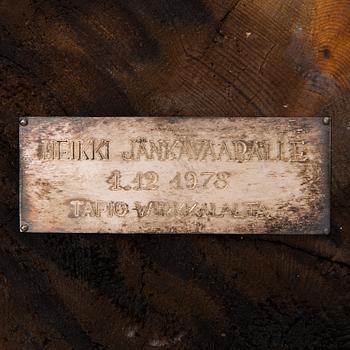 HEIKKI JÄNKÄVAARALLE
1.12 1978
TAPIO WIRKKALALTA